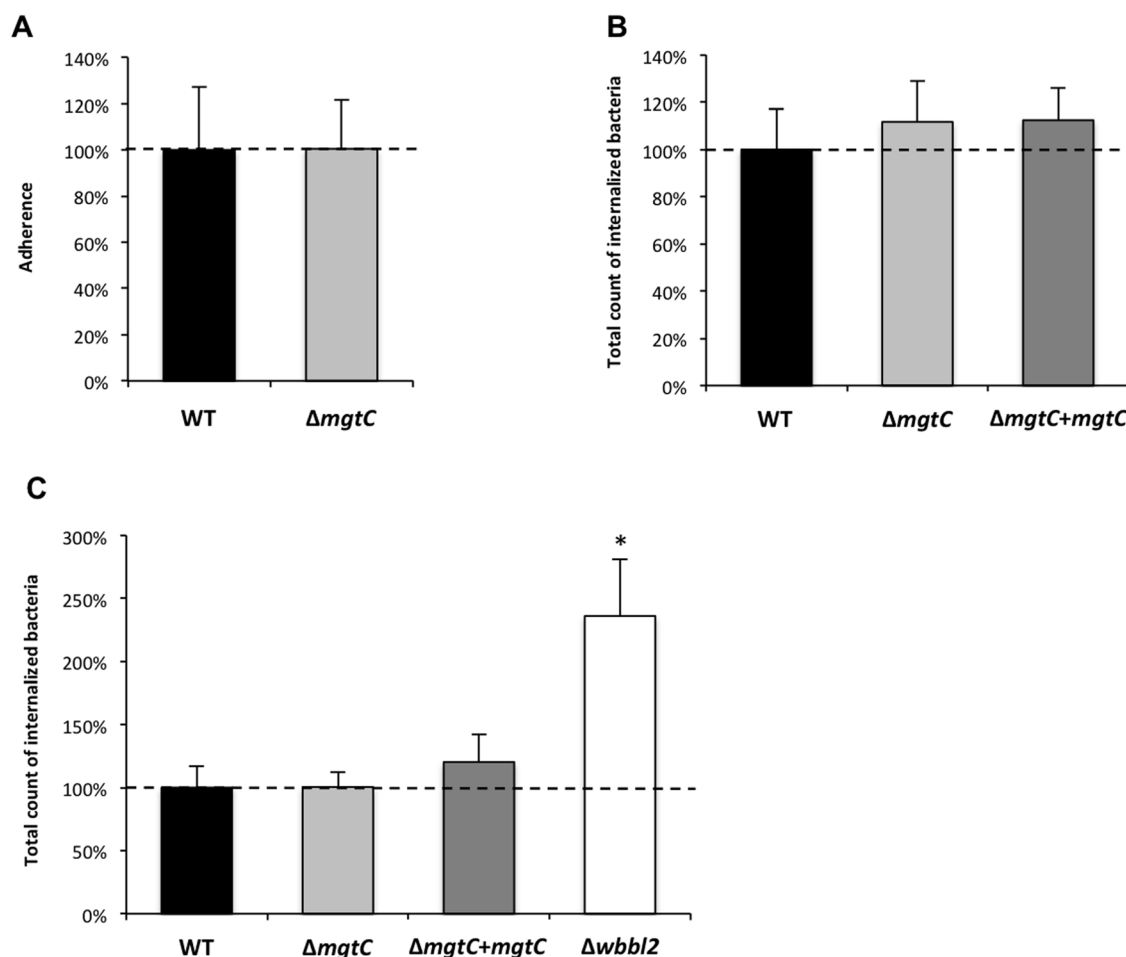 A
Adherence
140%
120%
100%
80%
60%
40%
20%
0%
WT
ΔmgtC
B
Total count of internalized bacteria
140%
120%
100%
80%
60%
40%
20%
0%
WT
ΔmgtC
ΔmgtC+mgtC
C
Total count of internalized bacteria
300%
250%
200%
150%
100%
50%
0%
*
WT
ΔmgtC
ΔmgtC+mgtC
Δwbbl2